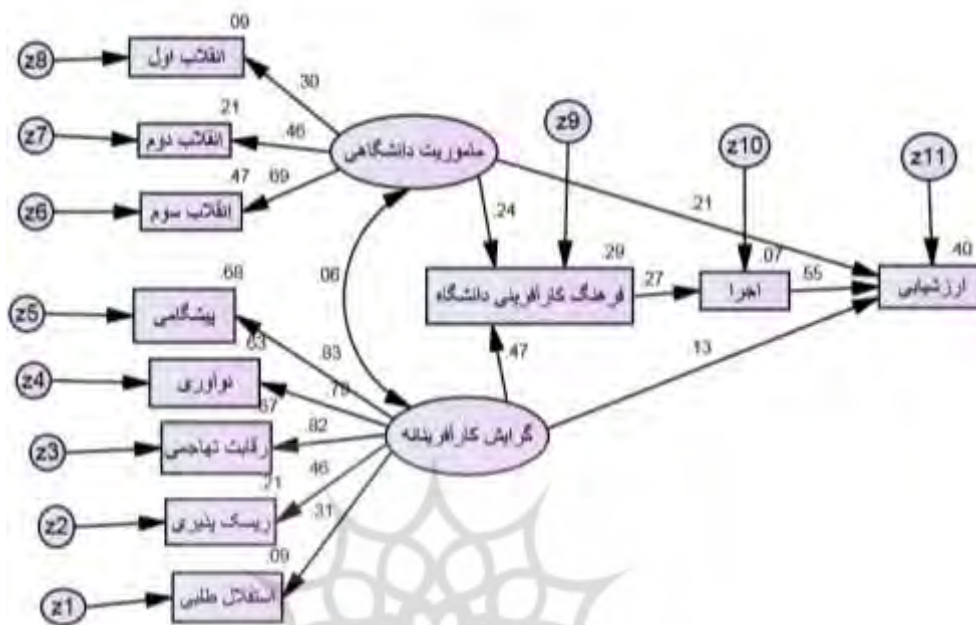 .09
z8
انقلاب اول
.30
.21
z7
انقلاب دوم
.46
.47
z6
انقلاب سوم
.69
ماموریت دانشگاهی
z9
z10
z11
.24
.21
.06
.29
فرهنگ کارآفرینی دانشگاه
.27
.07
اجرا
.55
.40
ارزشیابی
.68
z5
پیشگامی
.83
.63
z4
نوآوری
.79
.67
z3
رقابت تهاجمی
.82
گرایش کارآفرینانه
.47
.13
.21
z2
ریسک پذیری
.46
.09
z1
استقلال طلبی
.31